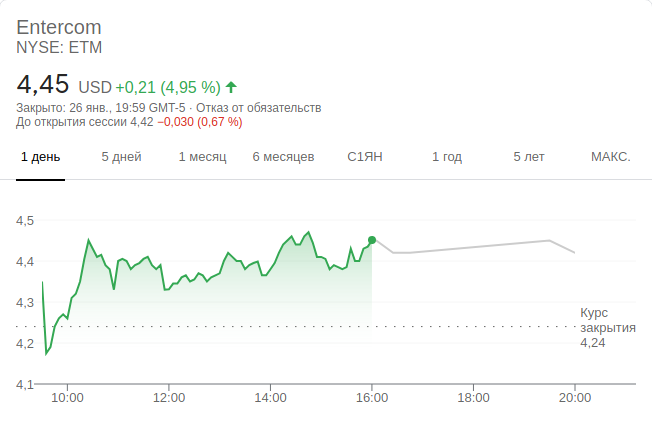 Entercom
NYSE: ETM
4,45 USD +0,21 (4,95 %)
Закрыто: 26 янв., 19:59 GMT-5 · Отказ от обязательств
До открытия сессии 4,42 −0,030 (0,67 %)
1 день 5 дней 1 месяц 6 месяцев С1ЯН 1 год 5 лет МАКС.
4,5
4,4
4,3
Курс
закрытия
4,24
4,2
4,1
10:00 12:00 14:00 16:00 18:00 20:00